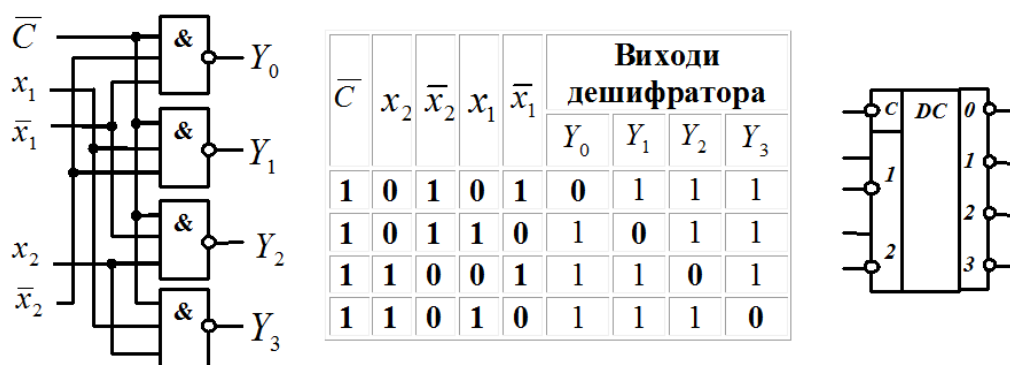 C̅
x₁
x̅₁
x₂
x̅₂
&
Y₀
&
Y₁
&
Y₂
&
Y₃
C̅ x₂ x̅₂ x₁ x̅₁ Виходи
дешифратора
Y₀ Y₁ Y₂ Y₃
1 0 1 0 1 0 1 1 1
1 0 1 1 0 1 0 1 1
1 1 0 0 1 1 1 0 1
1 1 0 1 0 1 1 1 0
C DC 0
1 1
2
2 3